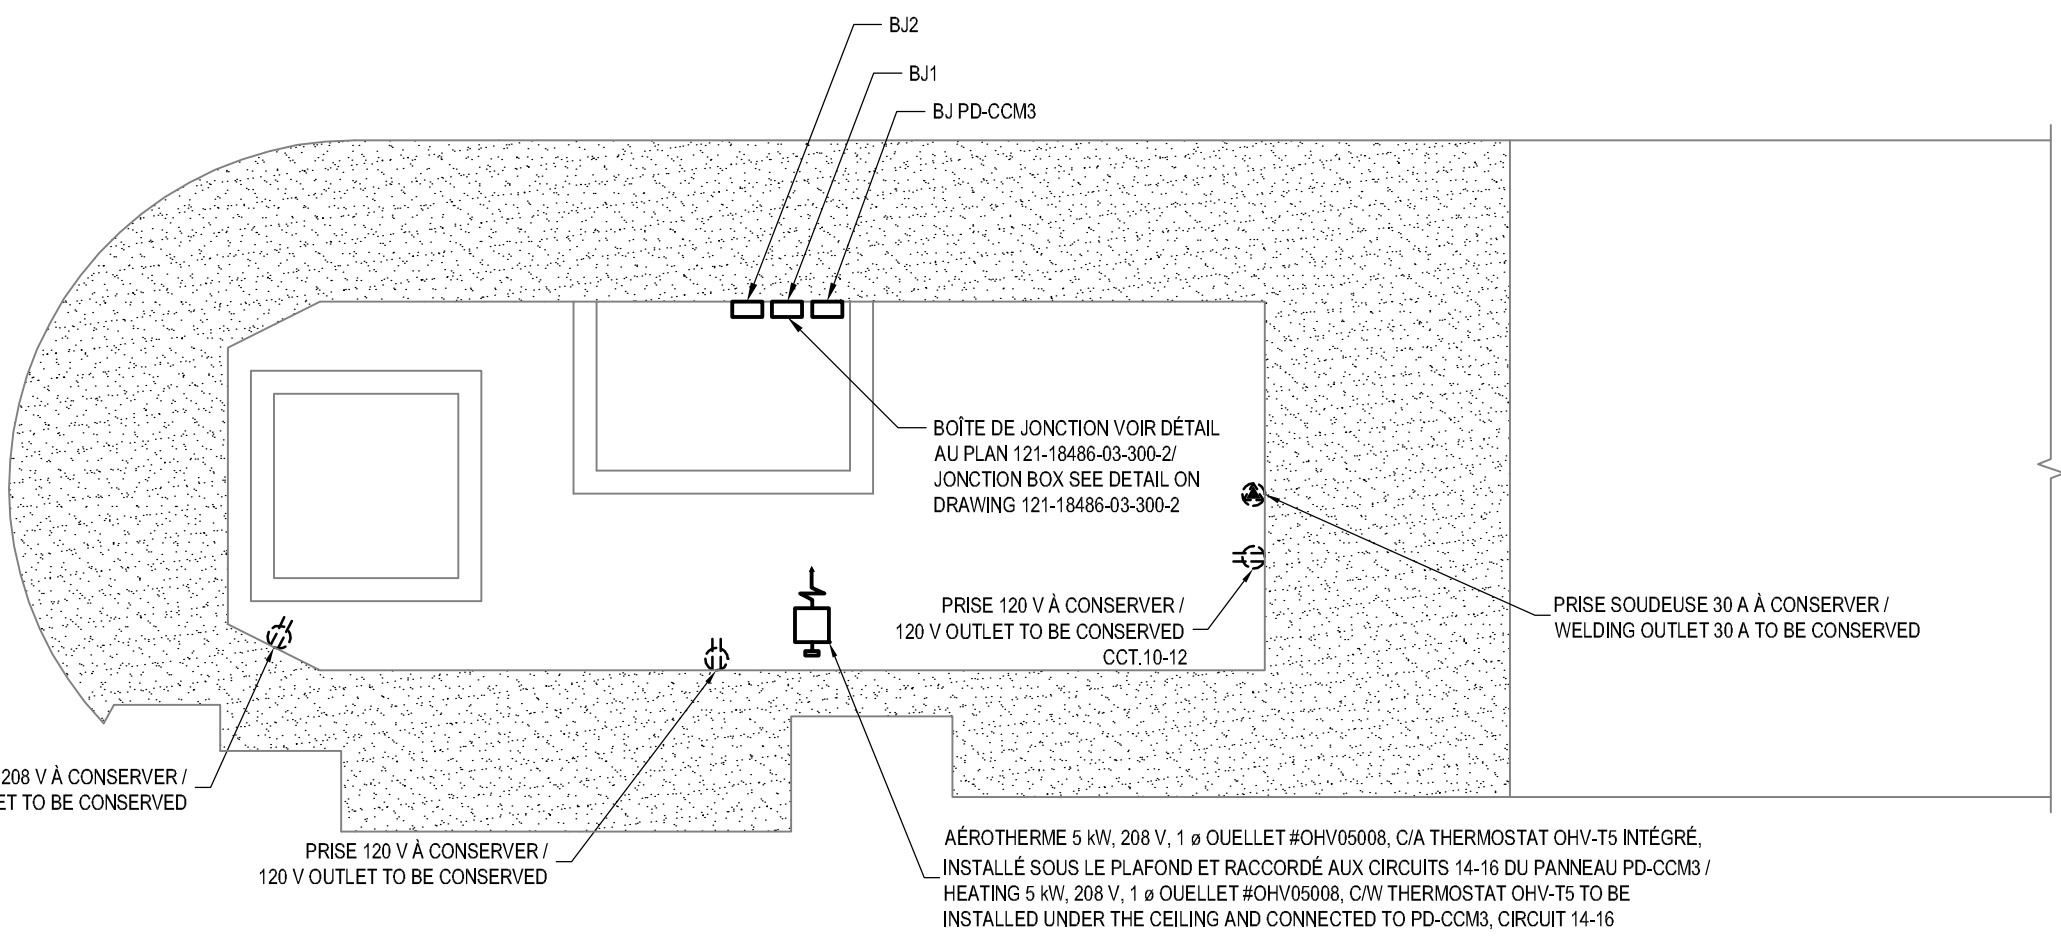 BJ2
BJ1
BJ PD-CCM3
BOÎTE DE JONCTION VOIR DÉTAIL
AU PLAN 121-18486-03-300-2/
JONCTION BOX SEE DETAIL ON
DRAWING 121-18486-03-300-2
PRISE 120 V À CONSERVER /
120 V OUTLET TO BE CONSERVED
CCT.10-12
PRISE SOUDEUSE 30 A À CONSERVER /
WELDING OUTLET 30 A TO BE CONSERVED
208 V À CONSERVER /
TO BE CONSERVED
PRISE 120 V À CONSERVER /
120 V OUTLET TO BE CONSERVED
AÉROTHERME 5 kW, 208 V, 1 ø OUELLET #OHV05008, C/A THERMOSTAT OHV-T5 INTÉGRÉ,
INSTALLÉ SOUS LE PLAFOND ET RACCORDÉ AUX CIRCUITS 14-16 DU PANNEAU PD-CCM3 /
HEATING 5 kW, 208 V, 1 ø OUELLET #OHV05008, C/W THERMOSTAT OHV-T5 TO BE
INSTALLED UNDER THE CEILING AND CONNECTED TO PD-CCM3, CIRCUIT 14-16